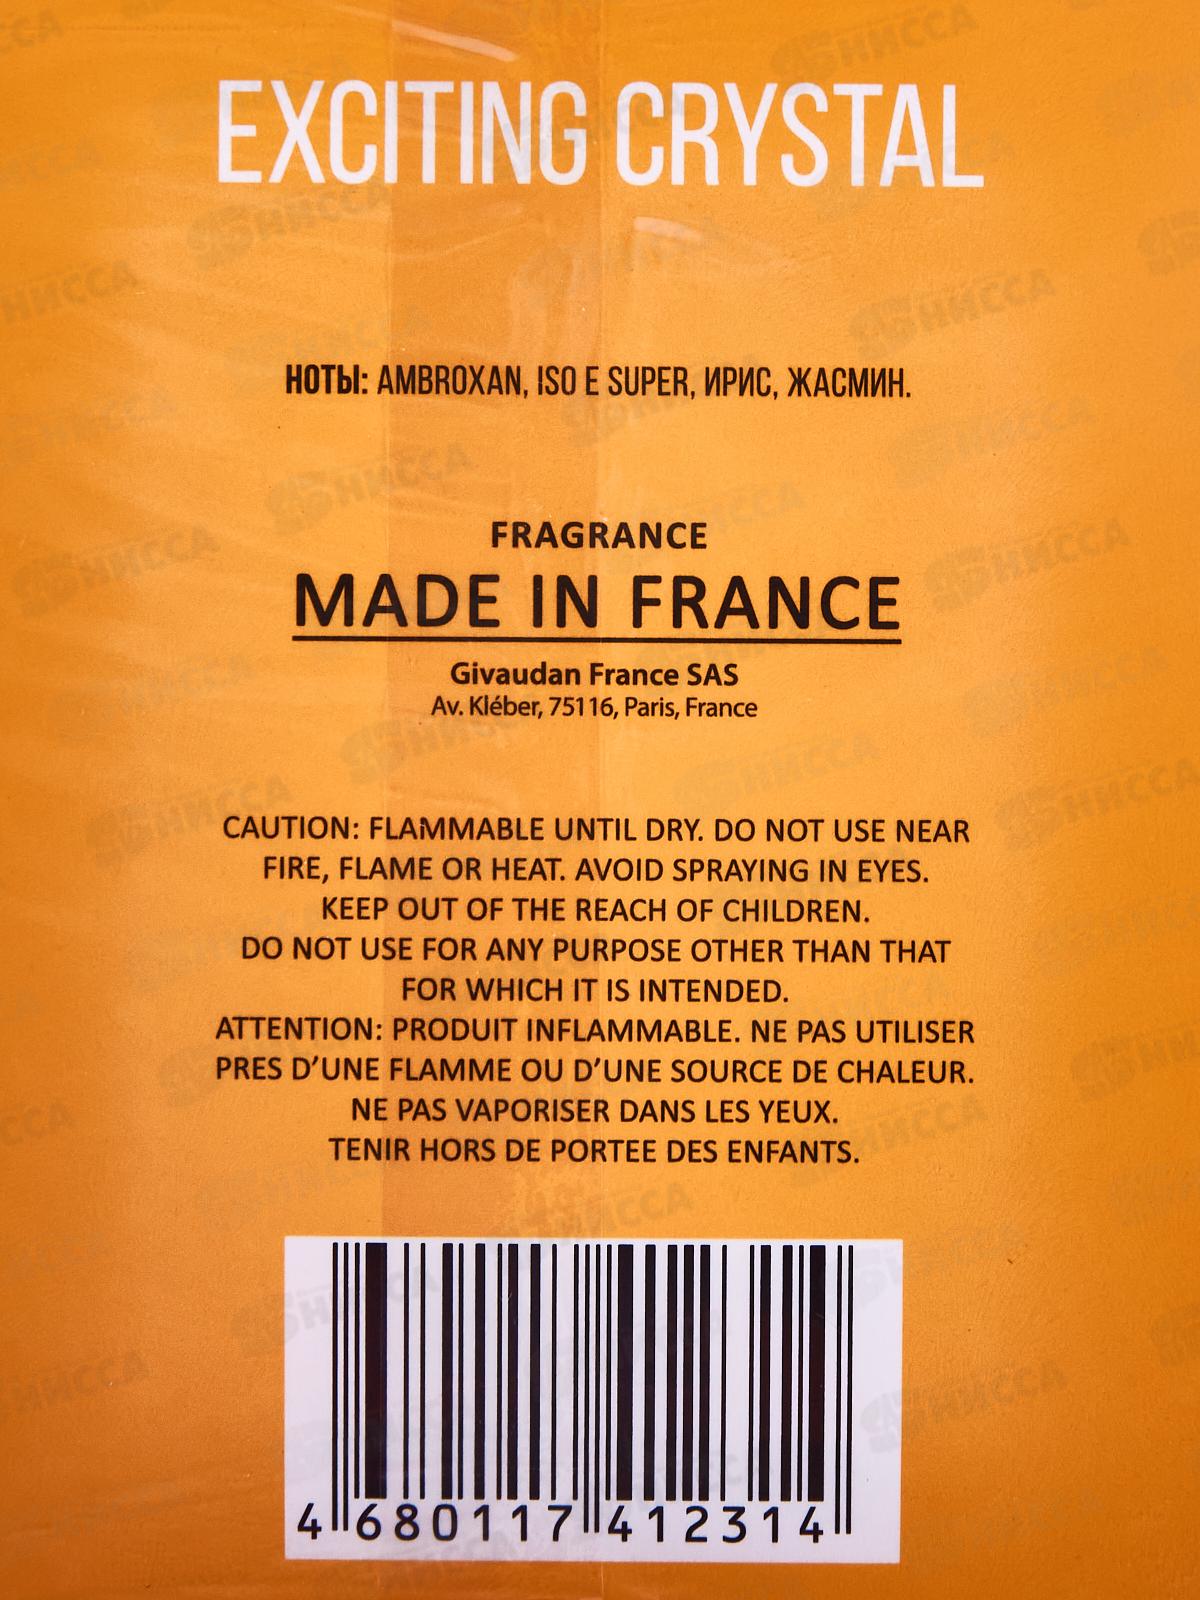 EXCITING CRYSTAL
НОТЫ: AMBROXAN, ISO E SUPER, ИРИС, ЖАСМИН.
FRAGRANCE
MADE IN FRANCE
Givaudan France SAS
Av. Kléber, 75116, Paris, France
CAUTION: FLAMMABLE UNTIL DRY. DO NOT USE NEAR
FIRE, FLAME OR HEAT. AVOID SPRAYING IN EYES.
KEEP OUT OF THE REACH OF CHILDREN.
DO NOT USE FOR ANY PURPOSE OTHER THAN THAT
FOR WHICH IT IS INTENDED.
ATTENTION: PRODUIT INFLAMMABLE. NE PAS UTILISER
PRES D’UNE FLAMME OU D’UNE SOURCE DE CHALEUR.
NE PAS VAPORISER DANS LES YEUX.
TENIR HORS DE PORTEE DES ENFANTS.
4 680117 412314